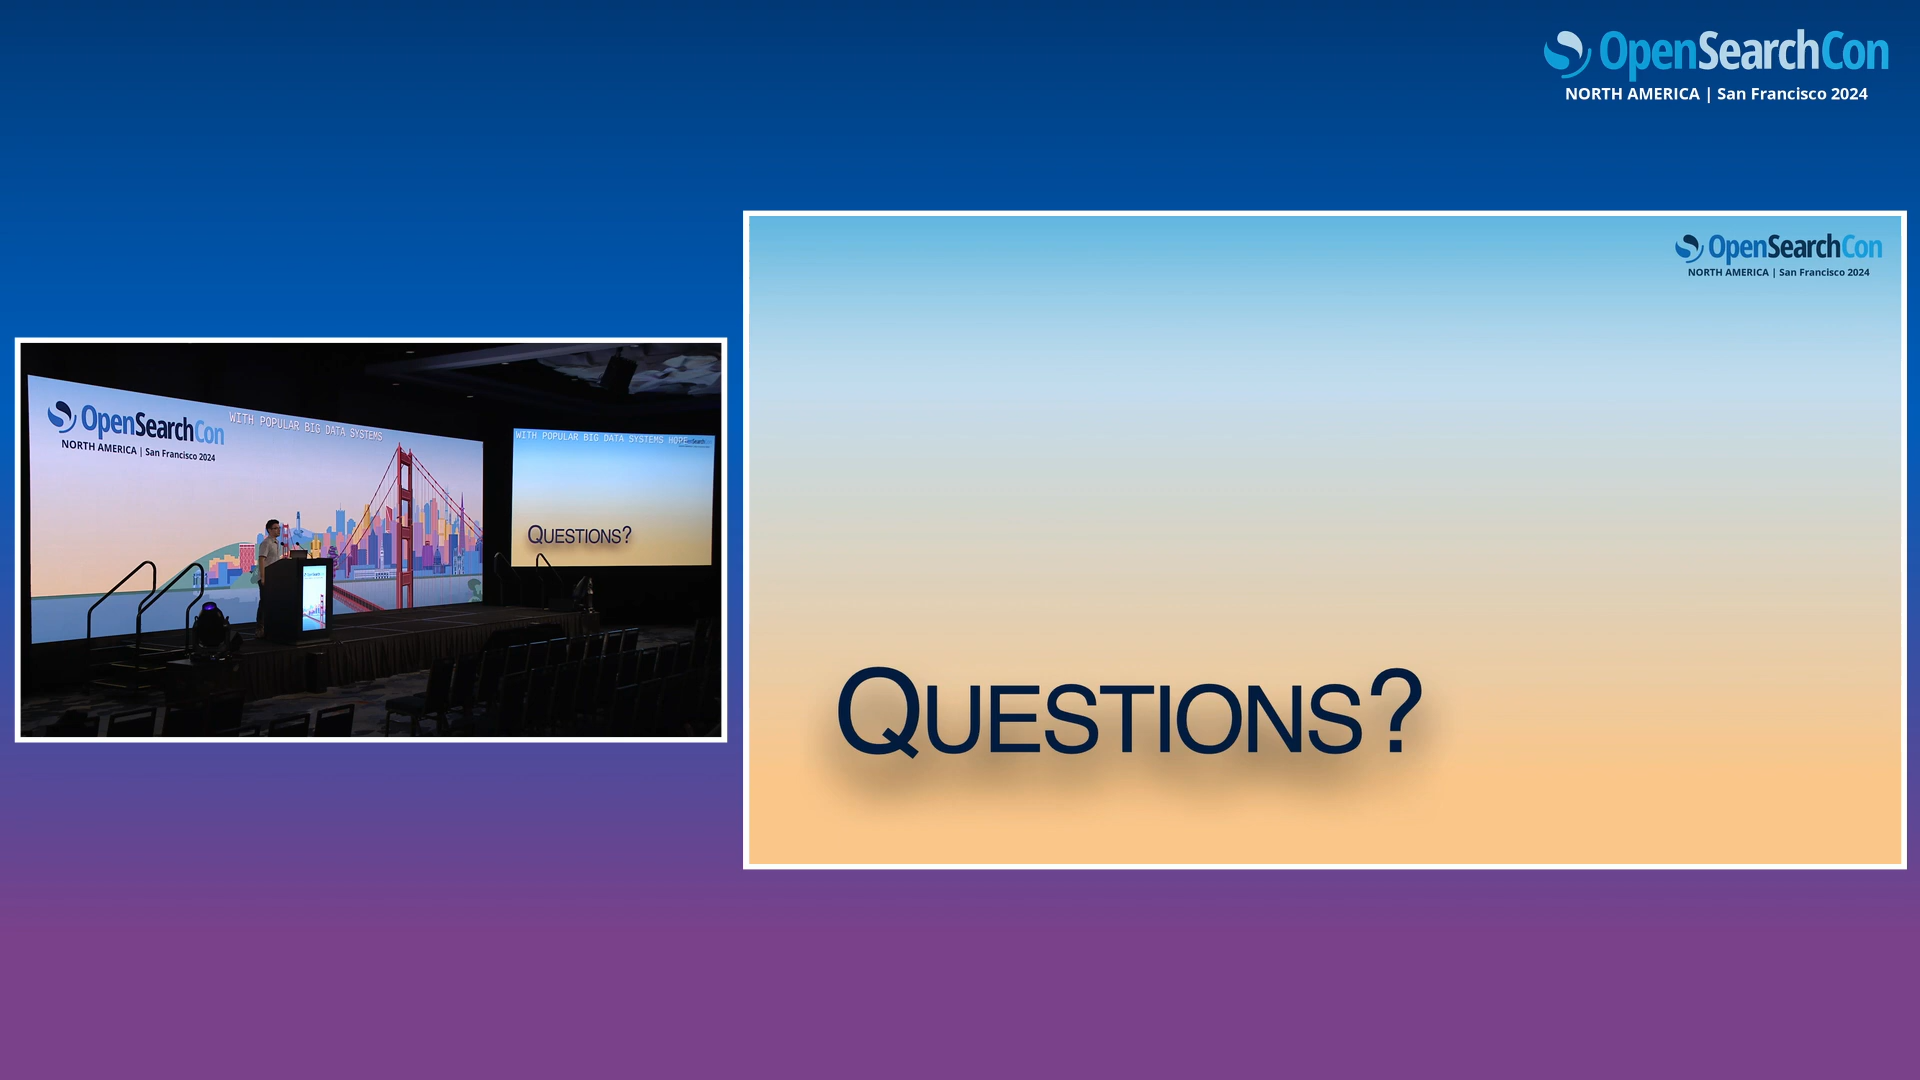 OpenSearchCon
NORTH AMERICA | San Francisco 2024
OpenSearchCon
NORTH AMERICA | San Francisco 2024
QUESTIONS?
OpenSearchCon
NORTH AMERICA | San Francisco 2024
WITH POPULAR BIG DATA SYSTEMS
WITH POPULAR BIG DATA SYSTEMS HOPE
QUESTIONS?